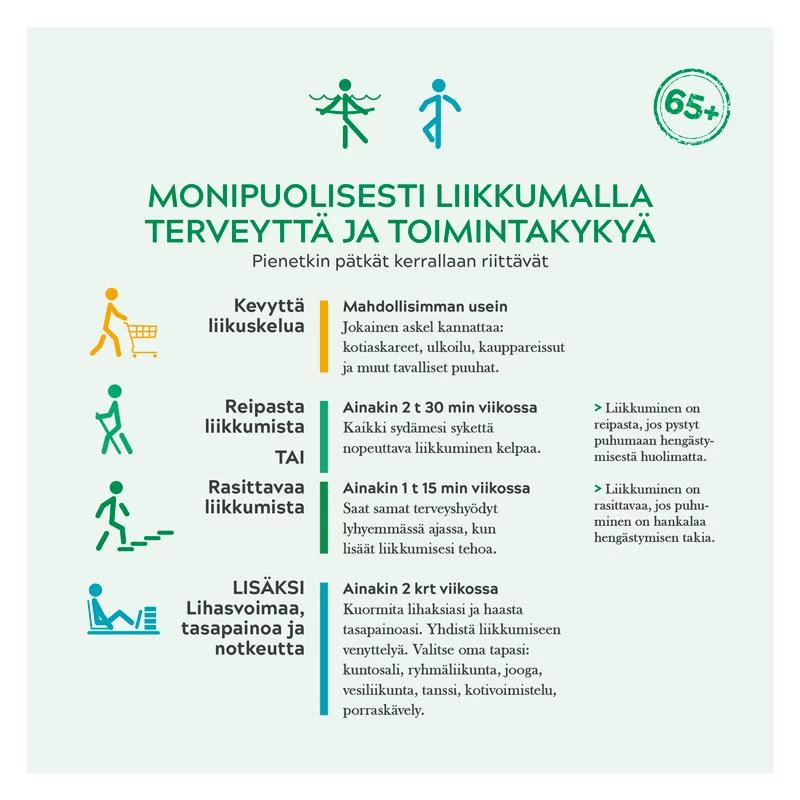 65+
MONIPUOLISESTI LIIKKUMALLA
TERVEYTTÄ JA TOIMINTAKYKYÄ
Pienetkin pätkät kerrallaan riittävät
Kevyttä
liikuskelua
Mahdollisimman usein
Jokainen askel kannattaa:
kotiaskareet, ulkoilu, kauppareissut
ja muut tavalliset puuhat.
Reipasta
liikkumista
TAI
Ainakin 2 t 30 min viikossa
Kaikki sydämesi sykettä
nopeuttava liikkuminen kelpaa.
> Liikkuminen on
reipasta, jos pystyt
puhumaan hengästy-
misestä huolimatta.
Rasittavaa
liikkumista
Ainakin 1 t 15 min viikossa
Saat samat terveyshyödyt
lyhyemmässä ajassa, kun
lisäät liikkumisesi tehoa.
> Liikkuminen on
rasittavaa, jos puhu-
minen on hankalaa
hengästymisen takia.
LISÄKSI
Lihasvoimaa,
tasapainoa ja
notkeutta
Ainakin 2 krt viikossa
Kuormita lihaksiasi ja haasta
tasapainoasi. Yhdistä liikkumiseen
venyttelyä. Valitse oma tapasi:
kuntosali, ryhmäliikunta, jooga,
vesiliikunta, tanssi, kotivoimistelu,
porraskävely.